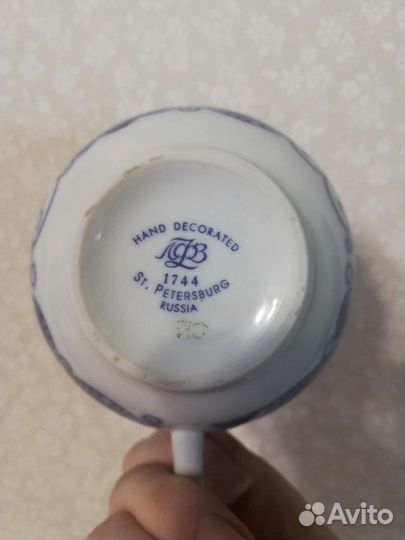 HAND DECORATED
ЛФЗ
1744
ST. PETERSBURG
RUSSIA
Avito